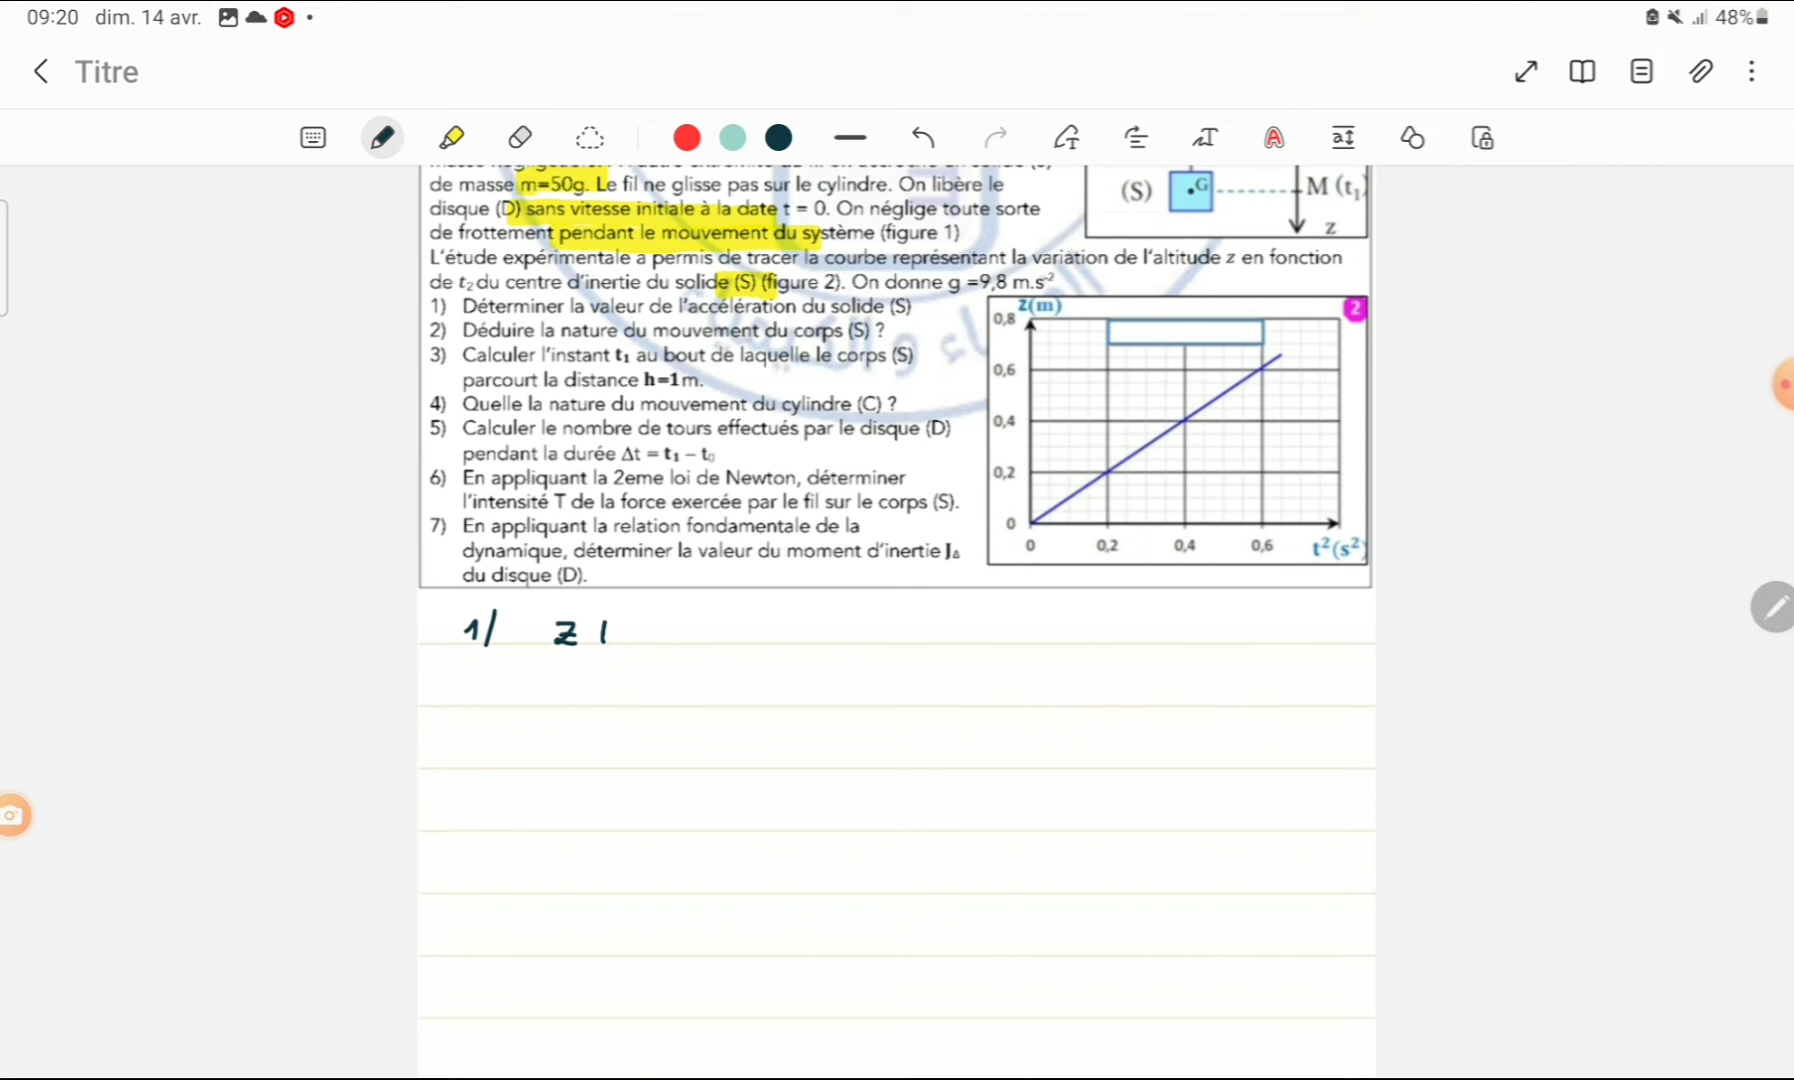 09:20 dim. 14 avr. 48%
Titre
de masse m=50g. Le fil ne glisse pas sur le cylindre. On libère le
disque (D) sans vitesse initiale à la date t = 0. On néglige toute sorte
de frottement pendant le mouvement du système (figure 1)
(S) G M (t₁)
z
L'étude expérimentale a permis de tracer la courbe représentant la variation de l'altitude z en fonction
de t₂ du centre d'inertie du solide (S) (figure 2). On donne g =9,8 m.s⁻²
1) Déterminer la valeur de l'accélération du solide (S)
2) Déduire la nature du mouvement du corps (S) ?
3) Calculer l'instant t₁ au bout de laquelle le corps (S)
parcourt la distance h=1m.
4) Quelle la nature du mouvement du cylindre (C) ?
5) Calculer le nombre de tours effectués par le disque (D)
pendant la durée Δt = t₁ − t₀
6) En appliquant la 2eme loi de Newton, déterminer
l'intensité T de la force exercée par le fil sur le corps (S).
7) En appliquant la relation fondamentale de la
dynamique, déterminer la valeur du moment d'inertie J∆
du disque (D).
z(m) 2
0,8
0,6
0,4
0,2
0
0 0,2 0,4 0,6 t²(s²)
1/ z